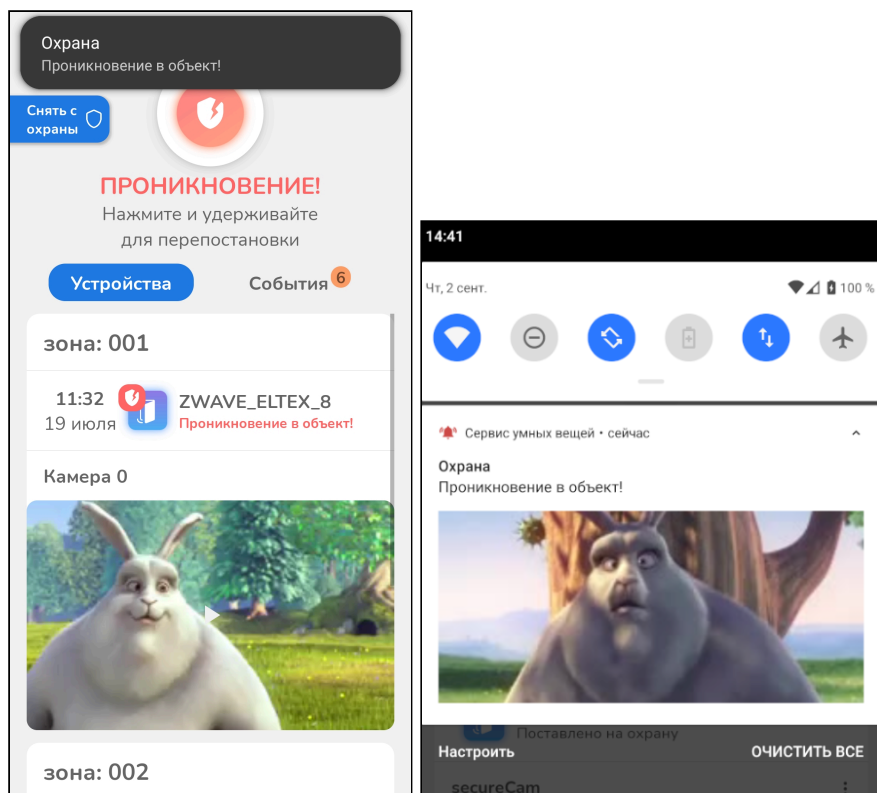 Охрана
Проникновение в объект!
Снять с
охраны
ПРОНИКНОВЕНИЕ!
Нажмите и удерживайте
для перепостановки
Устройства
События 6
зона: 001
11:32
19 июля
ZWAVE_ELTEX_8
Проникновение в объект!
Камера 0
зона: 002
14:41
Чт, 2 сент.
100 %
Сервис умных вещей • сейчас
Охрана
Проникновение в объект!
Поставлено на охрану
Настроить
ОЧИСТИТЬ ВСЕ
secureCam